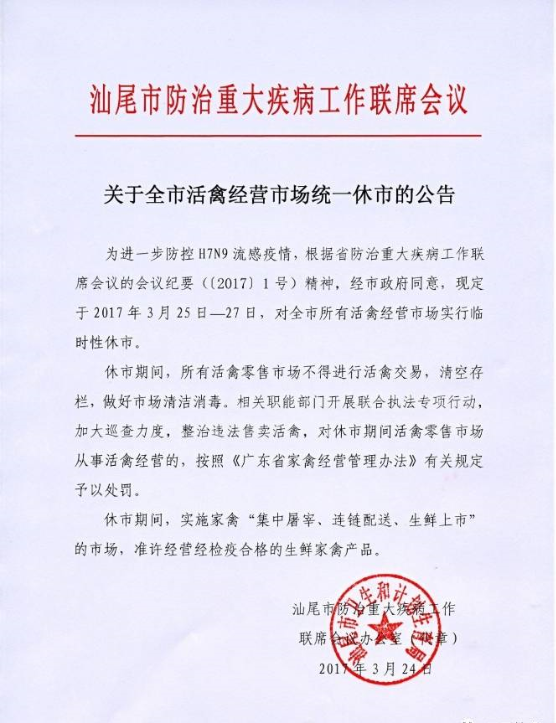 汕尾市防治重大疾病工作联席会议
关于全市活禽经营市场统一休市的公告
为进一步防控 H7N9 流感疫情，根据省防治重大疾病工作联
席会议的会议纪要（〔2017〕1 号）精神，经市政府同意，现定
于 2017 年 3 月 25 日—27 日，对全市所有活禽经营市场实行临
时性休市。
休市期间，所有活禽零售市场不得进行活禽交易，清空存
栏，做好市场清洁消毒。相关职能部门开展联合执法专项行动，
加大巡查力度，整治违法售卖活禽，对休市期间活禽零售市场
从事活禽经营的，按照《广东省家禽经营管理办法》有关规定
予以处罚。
休市期间，实施家禽“集中屠宰、连链配送、生鲜上市”
的市场，准许经营经检疫合格的生鲜家禽产品。
汕尾市防治重大疾病工作
联席会议办公室（代章）
2017 年 3 月 24 日
汕尾市卫生和计划生育局